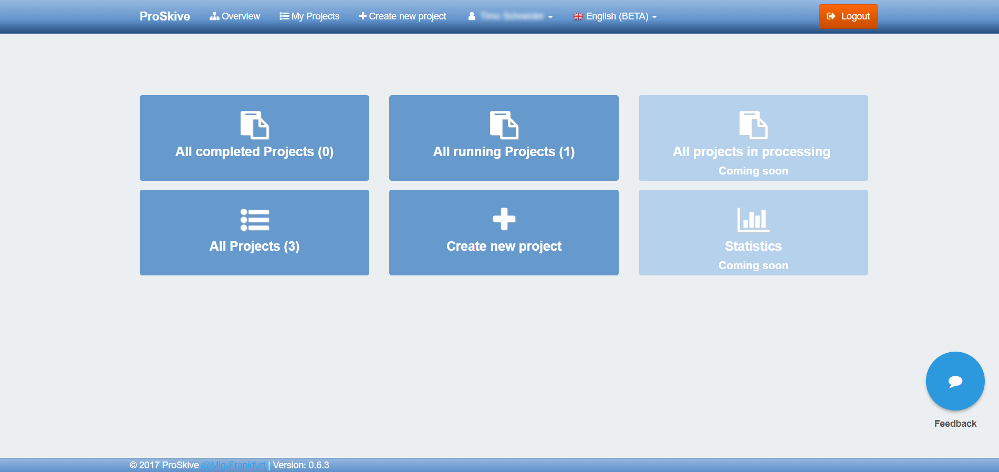 ProSkive Overview My Projects Create new project English (BETA) Logout
All completed Projects (0)
All running Projects (1)
All projects in processing
Coming soon
All Projects (3)
Create new project
Statistics
Coming soon
Feedback
© 2017 ProSkive @Mig-Frankfurt | Version: 0.6.3